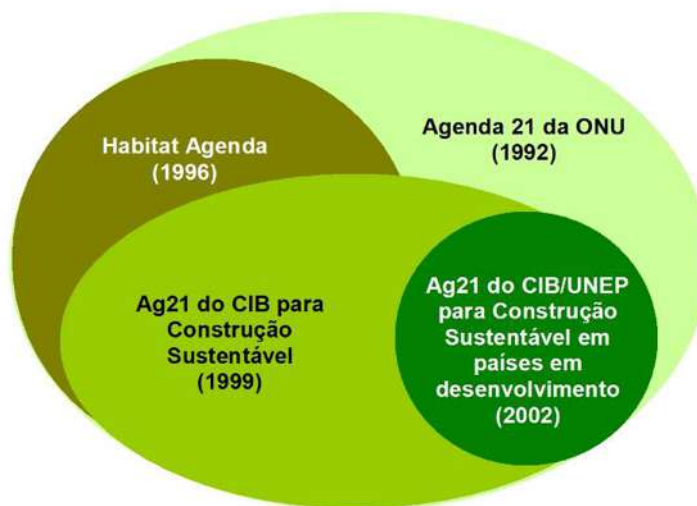 Agenda 21 da ONU
(1992)
Habitat Agenda
(1996)
Ag21 do CIB para
Construção
Sustentável
(1999)
Ag21 do CIB/UNEP
para Construção
Sustentável em
países em
desenvolvimento
(2002)